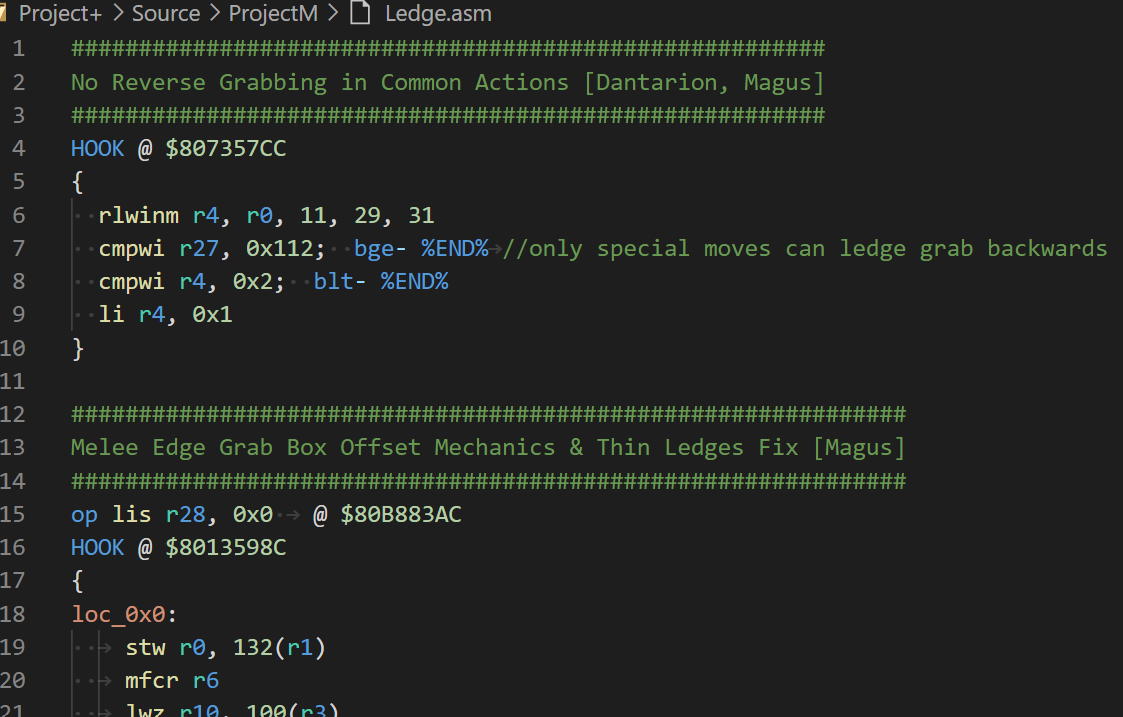 Project+ > Source > ProjectM > Ledge.asm
1 ########################################################
2 No Reverse Grabbing in Common Actions [Dantarion, Magus]
3 ########################################################
4 HOOK @ $807357CC
5 {
6 rlwinm r4, r0, 11, 29, 31
7 cmpwi r27, 0x112; bge- %END% //only special moves can ledge grab backwards
8 cmpwi r4, 0x2; blt- %END%
9 li r4, 0x1
10 }
11
12 ##############################################################
13 Melee Edge Grab Box Offset Mechanics & Thin Ledges Fix [Magus]
14 ##############################################################
15 op lis r28, 0x0 @ $80B883AC
16 HOOK @ $8013598C
17 {
18 loc_0x0:
19 stw r0, 132(r1)
20 mfcr r6
21 lwz r10, 100(r3)